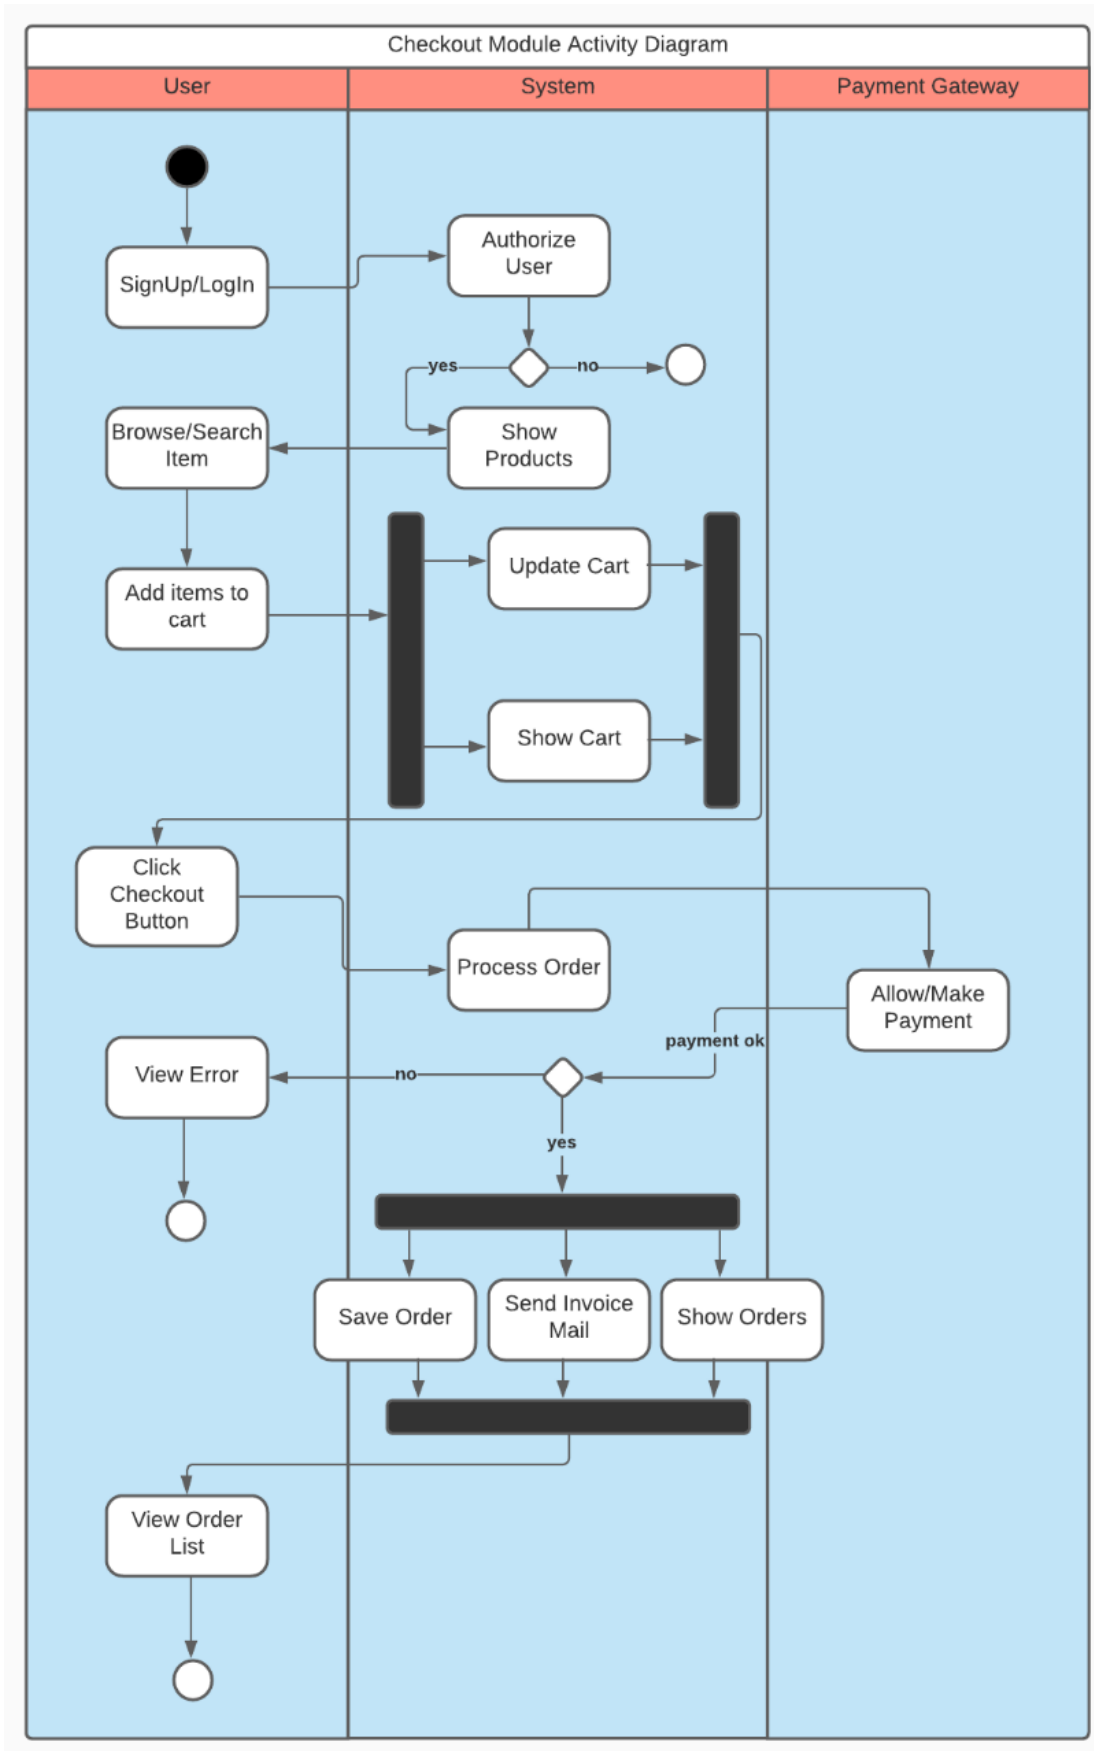 Checkout Module Activity Diagram
User
System
Payment Gateway
SignUp/LogIn
Authorize
User
yes
no
Browse/Search
Item
Show
Products
Add items to
cart
Update Cart
Show Cart
Click
Checkout
Button
Process Order
Allow/Make
Payment
payment ok
View Error
no
yes
Save Order
Send Invoice
Mail
Show Orders
View Order
List